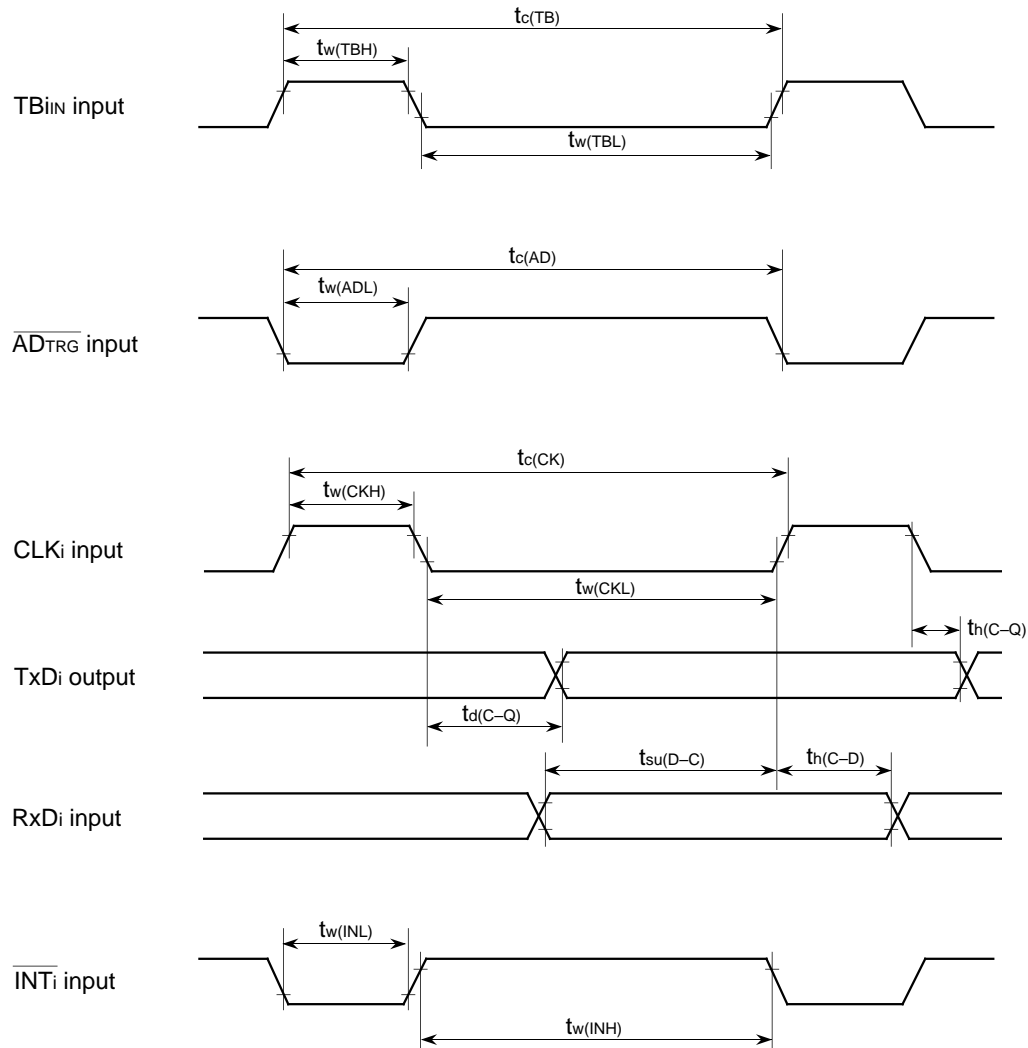 tc(TB)
tw(TBH)
TBiIN input
tw(TBL)
tc(AD)
tw(ADL)
ADTRG input
tc(CK)
tw(CKH)
CLKi input
tw(CKL)
th(C–Q)
TxDi output
td(C–Q)
tsu(D–C)
th(C–D)
RxDi input
tw(INL)
INTi input
tw(INH)